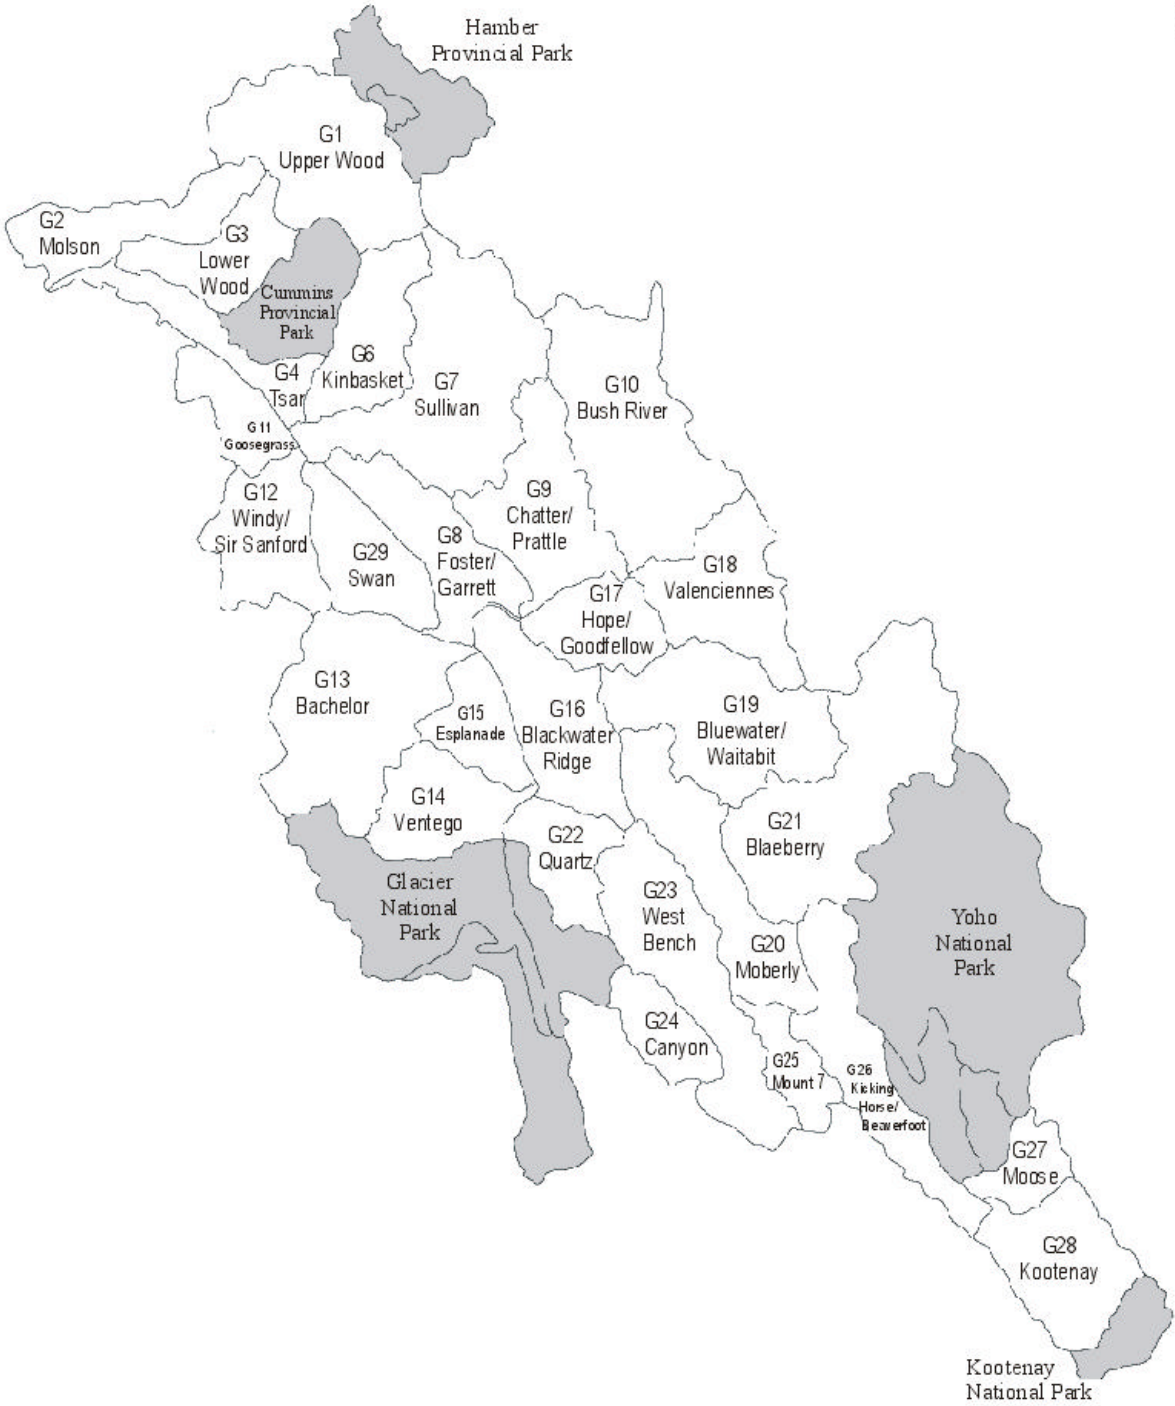 Hamber
Provincial Park
G1
Upper Wood
G2
Molson
G3
Lower
Wood
Cummins
Provincial
Park
G4
Tsar
G6
Kinbasket
G7
Sullivan
G10
Bush River
G11
Goosegrass
G12
Windy/
Sir Sanford
G29
Swan
G8
Foster/
Garrett
G9
Chatter/
Prattle
G18
Valenciennes
G17
Hope/
Goodfellow
G13
Bachelor
G15
Esplanade
G16
Blackwater
Ridge
G19
Bluewater/
Waitabit
G14
Ventego
G22
Quartz
G21
Blaeberry
Glacier
National
Park
G23
West
Bench
G20
Moberly
Yoho
National
Park
G24
Canyon
G25
Mount 7
G26
Kicking
Horse/
Beaverfoot
G27
Moose
G28
Kootenay
Kootenay
National Park